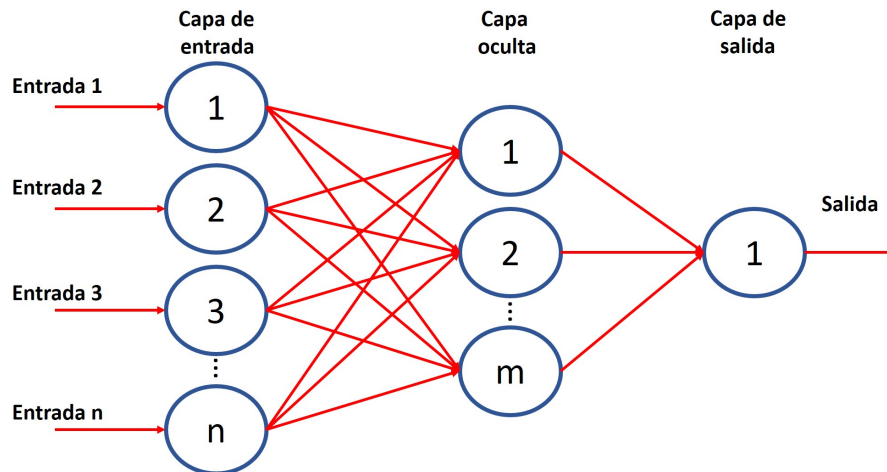 Capa de
entrada
Capa
oculta
Capa de
salida
Entrada 1
1
Entrada 2
2
Entrada 3
3
Entrada n
n
1
2
m
1
Salida